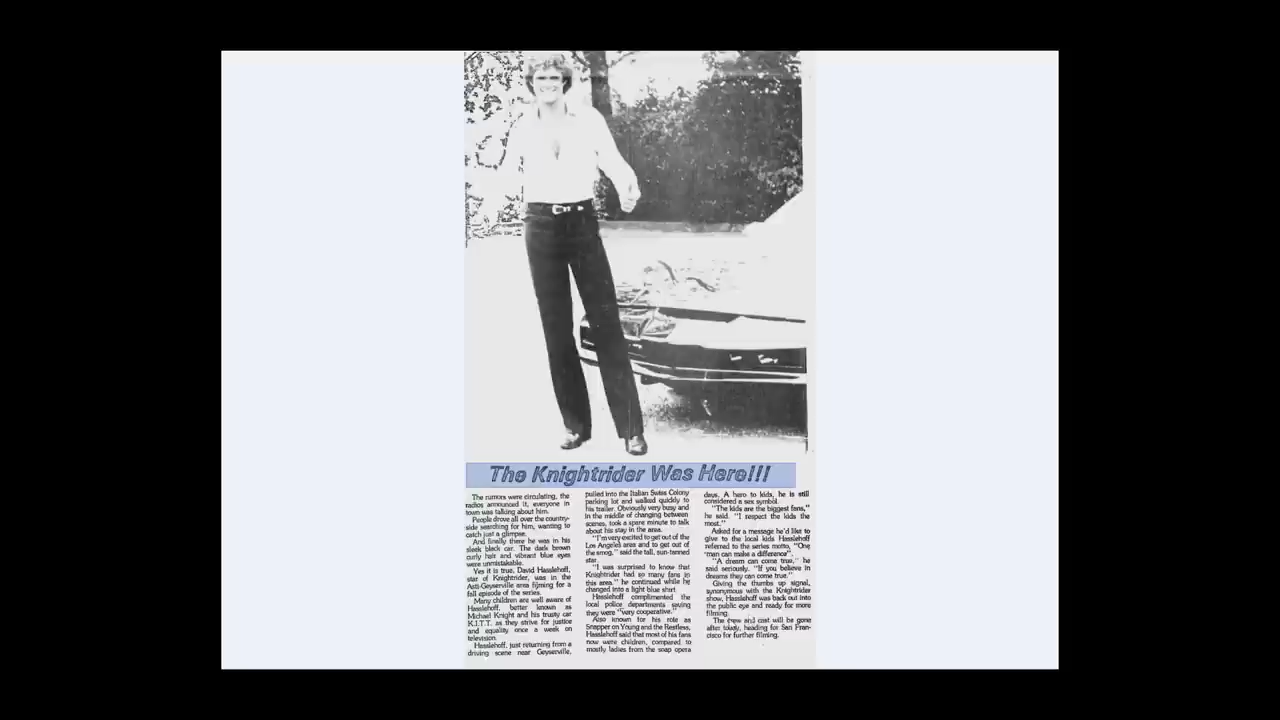 The Knightrider Was Here!!!
The rumors were circulating, the
radios announced it, everyone in
town was talking about him.
People drove all over the country-
side searching for him, wanting to
catch just a glimpse.
And finally there he was in his
sleek black car. The dark brown
curly hair and vibrant blue eyes
were unmistakable.
Yes it is true, David Hasslehoff,
star of Knightrider, was in the
Asti-Geyserville area filming for a
fall episode of the series.
Many children are well aware of
Hasslehoff, better known as
Michael Knight and his trusty car
K.I.T.T. as they strive for justice
and equality once a week on
television.
Hasslehoff, just returning from a
driving scene near Geyserville,
pulled into the Italian Swiss Colony
parking lot and walked quickly to
his trailer. Obviously very busy and
in the middle of changing between
scenes, took a spare minute to talk
about his stay in the area.
"I'm very excited to get out of the
Los Angeles area and to get out of
the smog," said the tall, sun-tanned
star.
"I was surprised to know that
Knightrider had so many fans in
this area." he continued while he
changed into a light blue shirt.
Hasslehoff complimented the
local police departments saying
they were "very cooperative."
Also known for his role as
Snapper on Young and the Restless,
Hasslehoff said that most of his fans
now were children, compared to
mostly ladies from the soap opera
days. A hero to kids, he is still
considered a sex symbol.
"The kids are the biggest fans,"
he said. "I respect the kids the
most."
Asked for a message he'd like to
give to the local kids Hasslehoff
referred to the series motto, "One
man can make a difference".
"A dream can come true," he
said seriously. "If you believe in
dreams they can come true."
Giving the thumbs up signal,
synonymous with the Knightrider
show, Hasslehoff was back out into
the public eye and ready for more
filming.
The crew and cast will be gone
after today, heading for San Fran-
cisco for further filming.